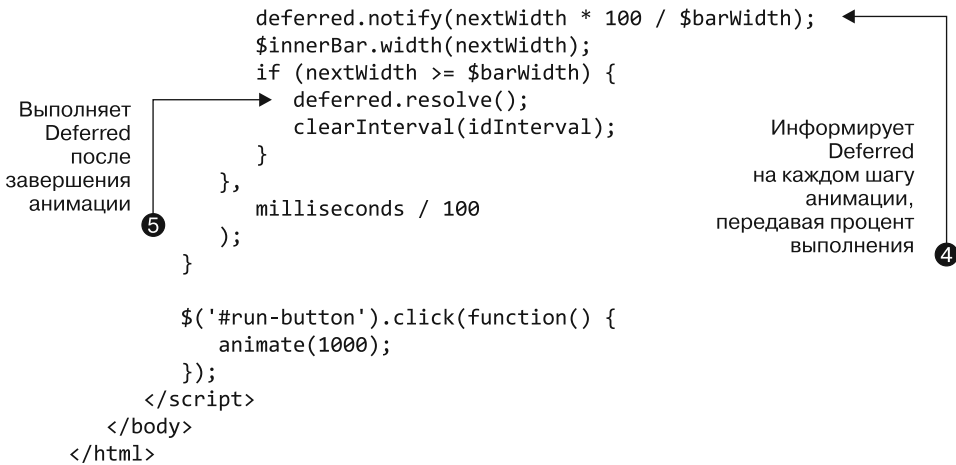 deferred.notify(nextWidth * 100 / $barWidth);
$innerBar.width(nextWidth);
if (nextWidth >= $barWidth) {
deferred.resolve();
clearInterval(idInterval);
}
},
milliseconds / 100
);
}
$('#run-button').click(function() {
animate(1000);
});
</script>
</body>
</html>
Выполняет
Deferred
после
завершения
анимации
5
Информирует
Deferred
на каждом шагу
анимации,
передавая процент
выполнения
4